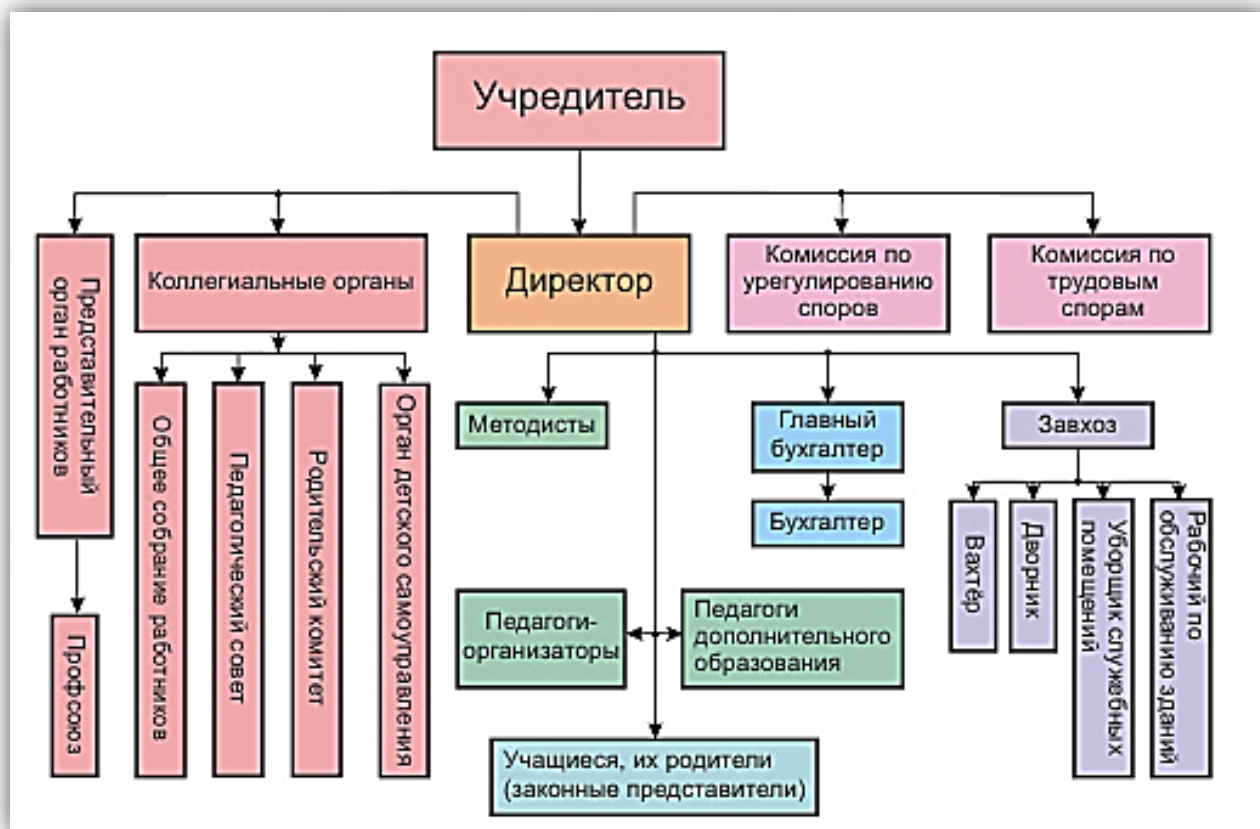 Учредитель
Представительный
орган работников
Коллегиальные органы
Директор
Комиссия по
урегулированию
споров
Комиссия по
трудовым
спорам
Общее собрание работников
Педагогический совет
Родительский комитет
Орган детского самоуправления
Методисты
Главный
бухгалтер
Завхоз
Бухгалтер
Вахтёр
Дворник
Уборщик служебных
помещений
Рабочий по
обслуживанию зданий
Профсоюз
Педагоги-
организаторы
Педагоги
дополнительного
образования
Учащиеся, их родители
(законные представители)